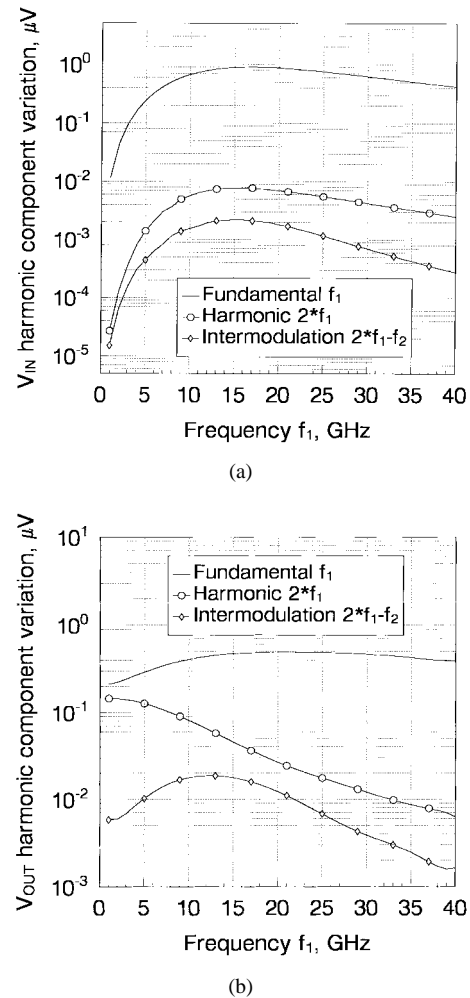 V_IN harmonic component variation, μV
10^0
10^-1
10^-2
10^-3
10^-4
10^-5
Fundamental f_1
Harmonic 2*f_1
Intermodulation 2*f_1-f_2
0 5 10 15 20 25 30 35 40
Frequency f_1, GHz
(a)
V_OUT harmonic component variation, μV
10^1
10^0
10^-1
10^-2
10^-3
Fundamental f_1
Harmonic 2*f_1
Intermodulation 2*f_1-f_2
0 5 10 15 20 25 30 35 40
Frequency f_1, GHz
(b)